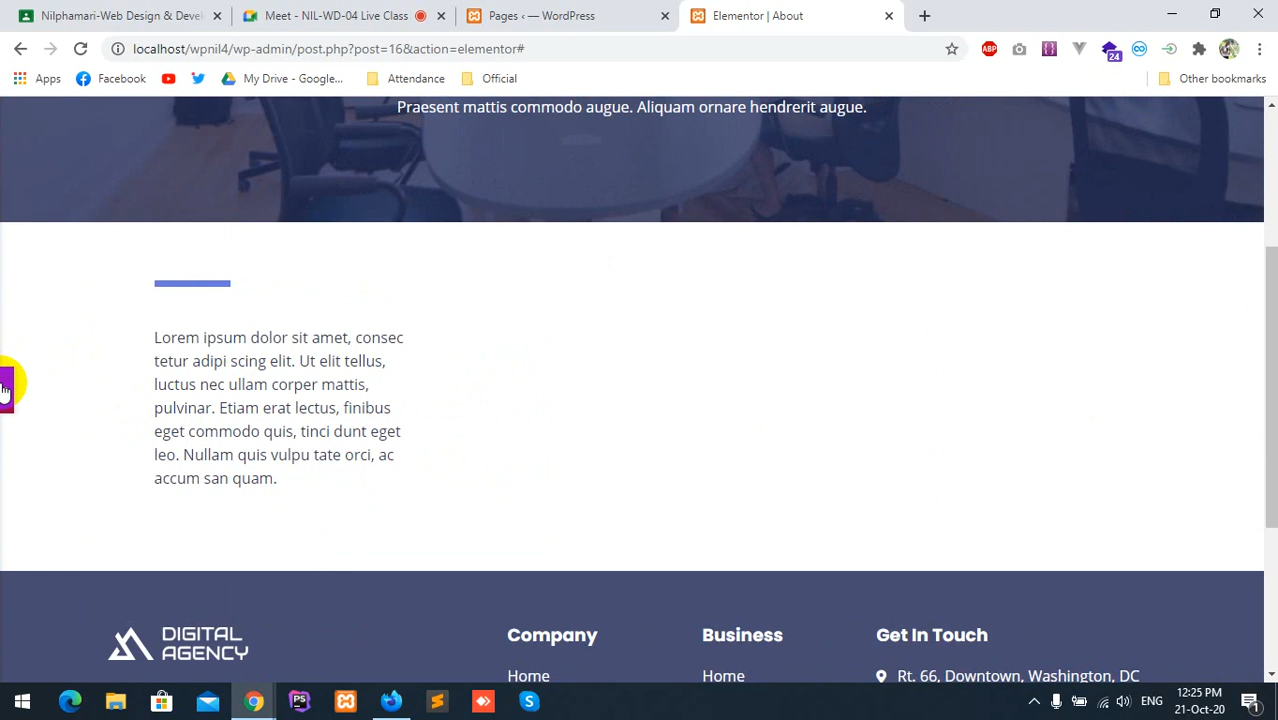 Nilphamari-Web Design & Devel
Meet - NIL-WD-04 Live Class
Pages ‹ — WordPress
Elementor | About
localhost/wpnil4/wp-admin/post.php?post=16&action=elementor#
ABP
24
Apps
Facebook
My Drive - Google...
Attendance
Official
Other bookmarks
Praesent mattis commodo augue. Aliquam ornare hendrerit augue.
Lorem ipsum dolor sit amet, consec
tetur adipi scing elit. Ut elit tellus,
luctus nec ullam corper mattis,
pulvinar. Etiam erat lectus, finibus
eget commodo quis, tinci dunt eget
leo. Nullam quis vulpu tate orci, ac
accum san quam.
DIGITAL
AGENCY
Company
Business
Get In Touch
Home
Home
Rt. 66, Downtown, Washington, DC
PS
ENG
12:25 PM
21-Oct-20
1